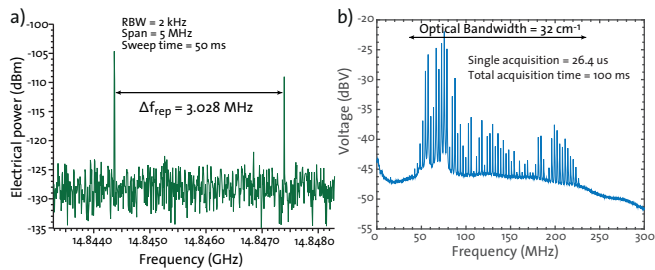 a)
RBW = 2 kHz
Span = 5 MHz
Sweep time = 50 ms
Δfrep = 3.028 MHz
Electrical power (dBm)
-100
-105
-110
-115
-120
-125
-130
-135
14.8440
14.8450
14.8460
14.8470
14.8480
Frequency (GHz)
b)
Optical Bandwidth = 32 cm⁻¹
Single acquisition = 26.4 us
Total acquisition time = 100 ms
Voltage (dBV)
-20
-25
-30
-35
-40
-45
-50
-55
0
50
100
150
200
250
300
Frequency (MHz)